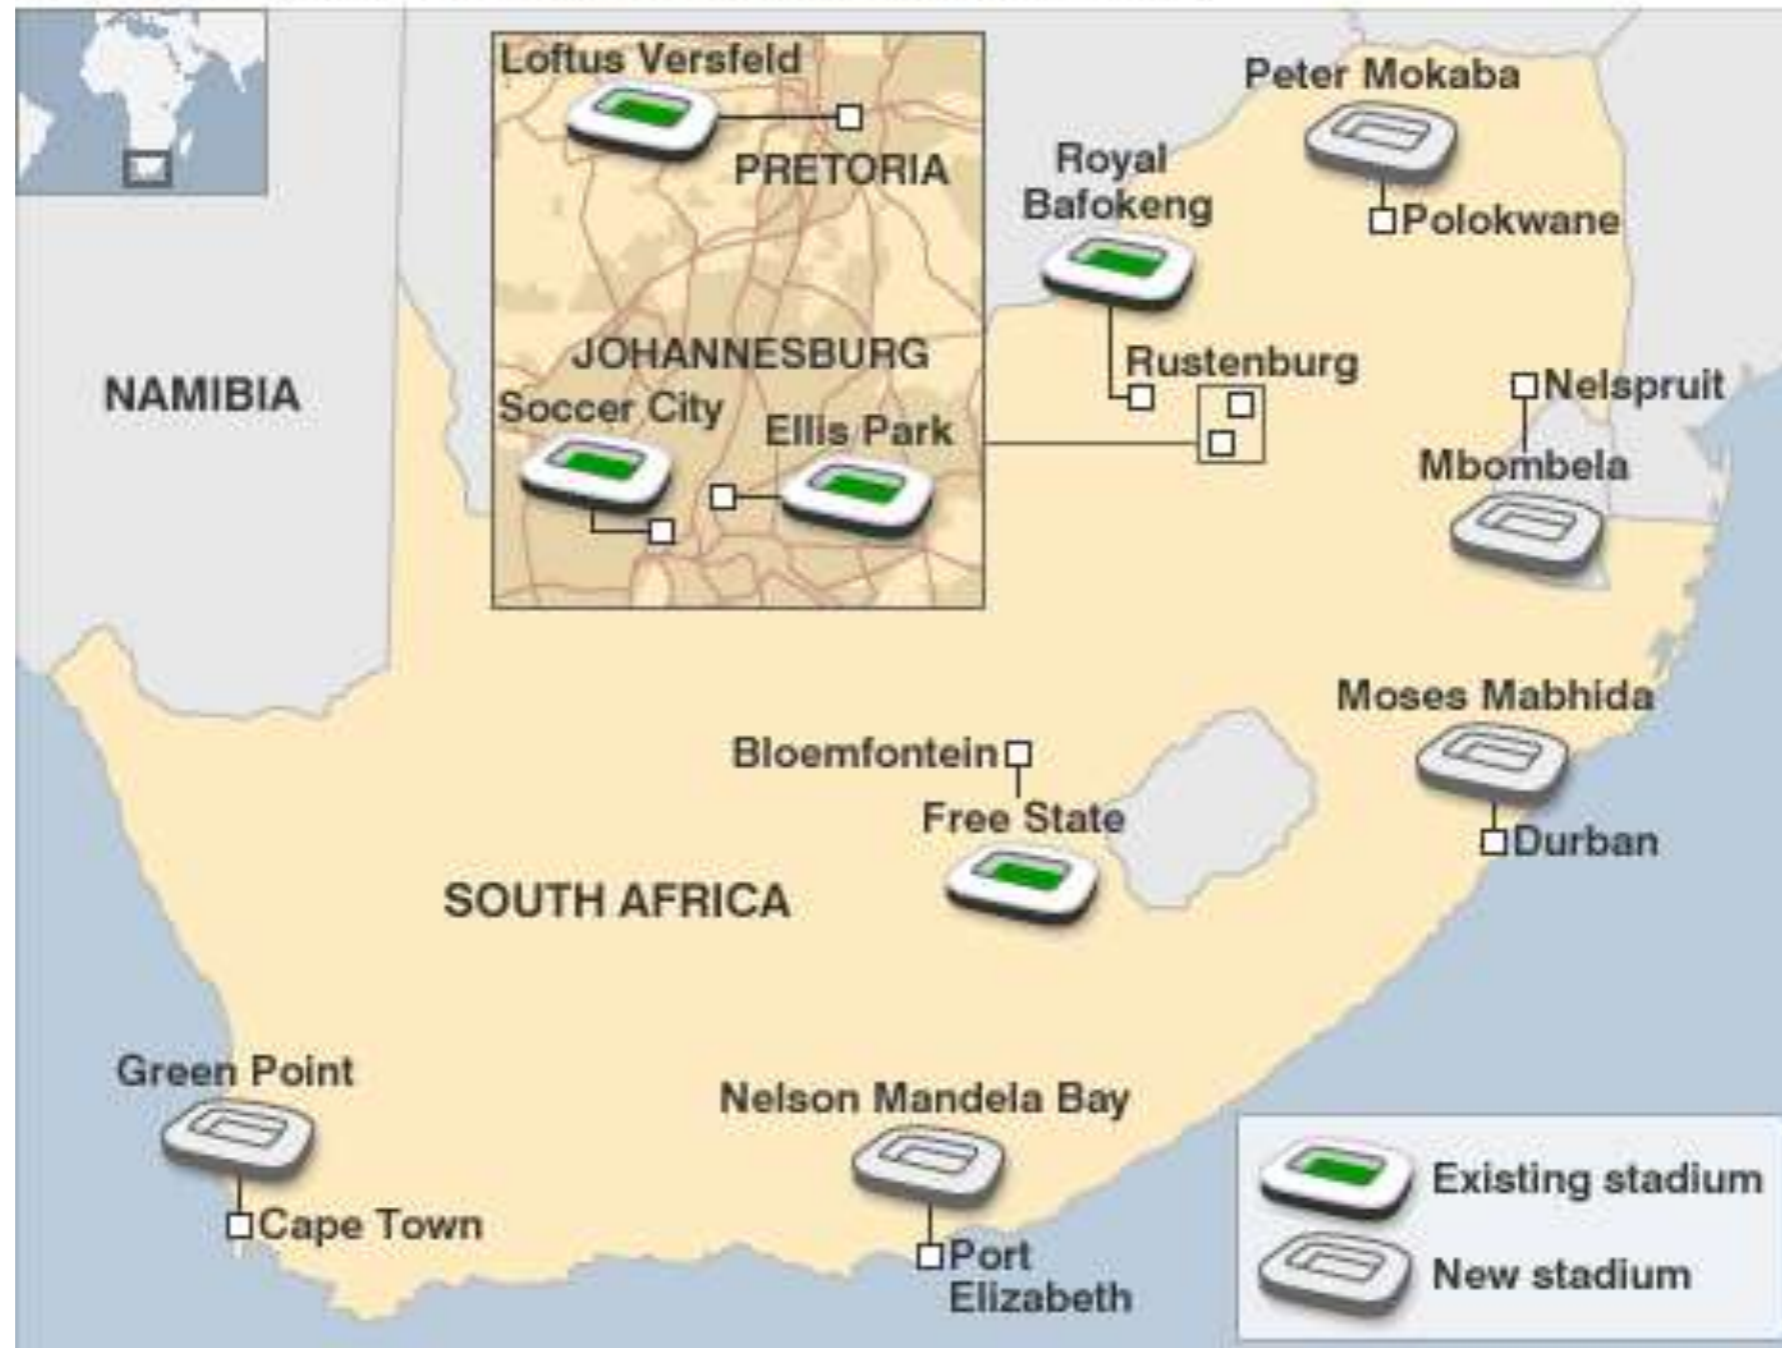 Loftus Versfeld
PRETORIA
JOHANNESBURG
Soccer City
Ellis Park
Peter Mokaba
Polokwane
Royal
Bafokeng
Rustenburg
Nelspruit
Mbombela
NAMIBIA
Moses Mabhida
Durban
Bloemfontein
Free State
SOUTH AFRICA
Green Point
Cape Town
Nelson Mandela Bay
Port
Elizabeth
Existing stadium
New stadium